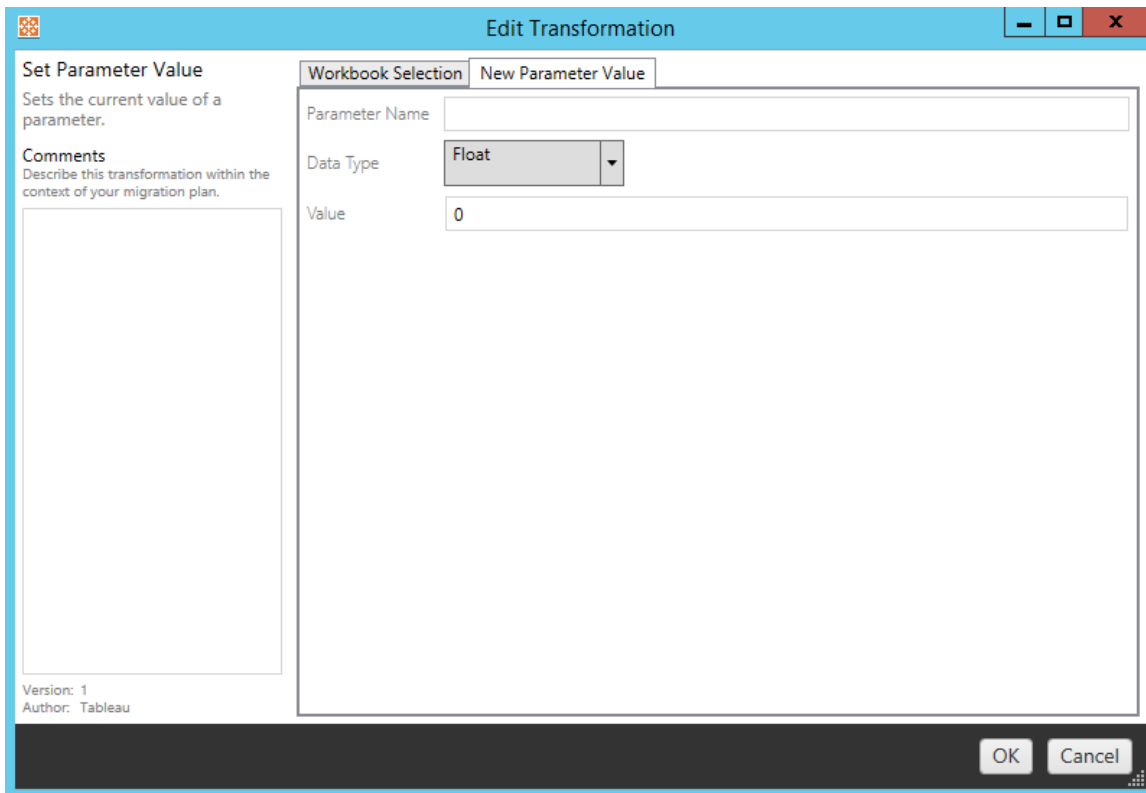 Edit Transformation
Set Parameter Value
Sets the current value of a
parameter.
Comments
Describe this transformation within the
context of your migration plan.
Version: 1
Author: Tableau
Workbook Selection
New Parameter Value
Parameter Name
Data Type
Float
Value
0
OK
Cancel